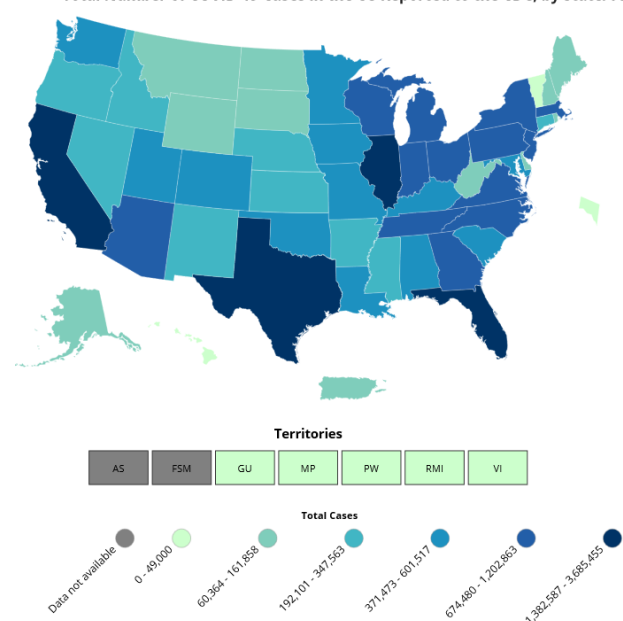 Territories
AS FSM GU MP PW RMI VI
Total Cases
Data not available
0 - 49,000
60,364 - 161,858
192,101 - 347,563
371,473 - 601,517
674,480 - 1,202,863
1,382,587 - 3,685,455